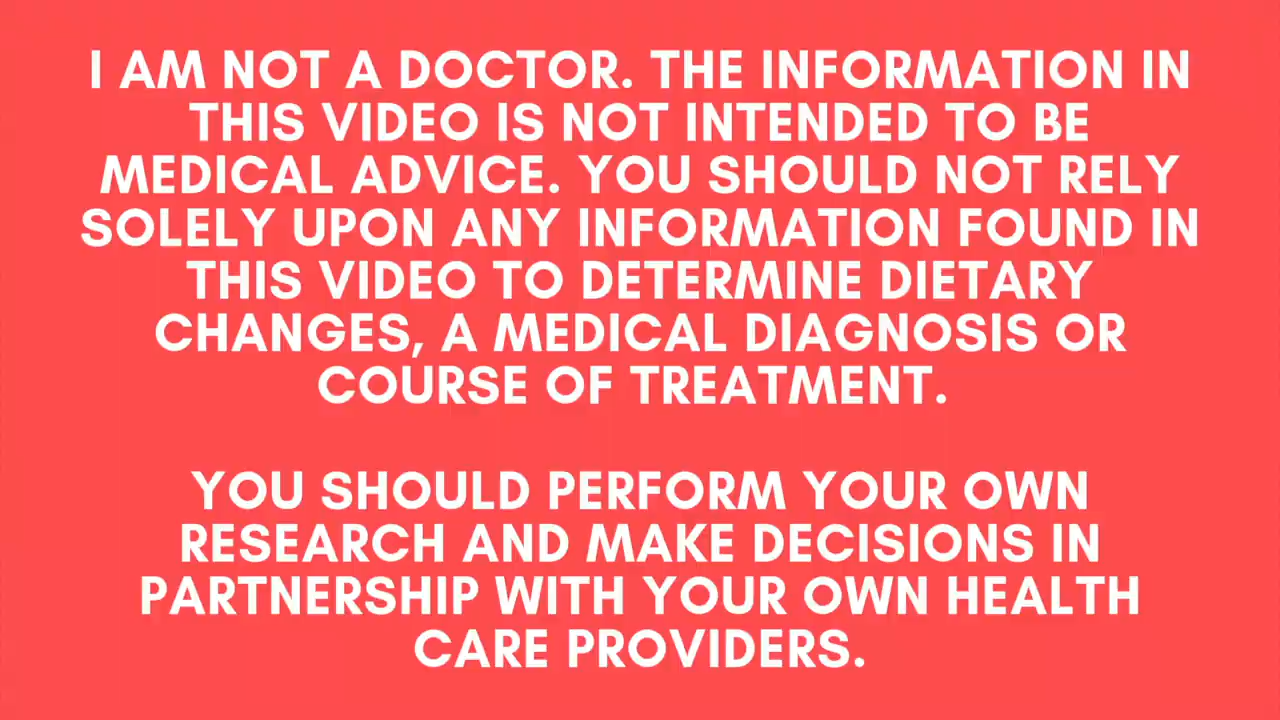 I AM NOT A DOCTOR. THE INFORMATION IN
THIS VIDEO IS NOT INTENDED TO BE
MEDICAL ADVICE. YOU SHOULD NOT RELY
SOLELY UPON ANY INFORMATION FOUND IN
THIS VIDEO TO DETERMINE DIETARY
CHANGES, A MEDICAL DIAGNOSIS OR
COURSE OF TREATMENT.
YOU SHOULD PERFORM YOUR OWN
RESEARCH AND MAKE DECISIONS IN
PARTNERSHIP WITH YOUR OWN HEALTH
CARE PROVIDERS.